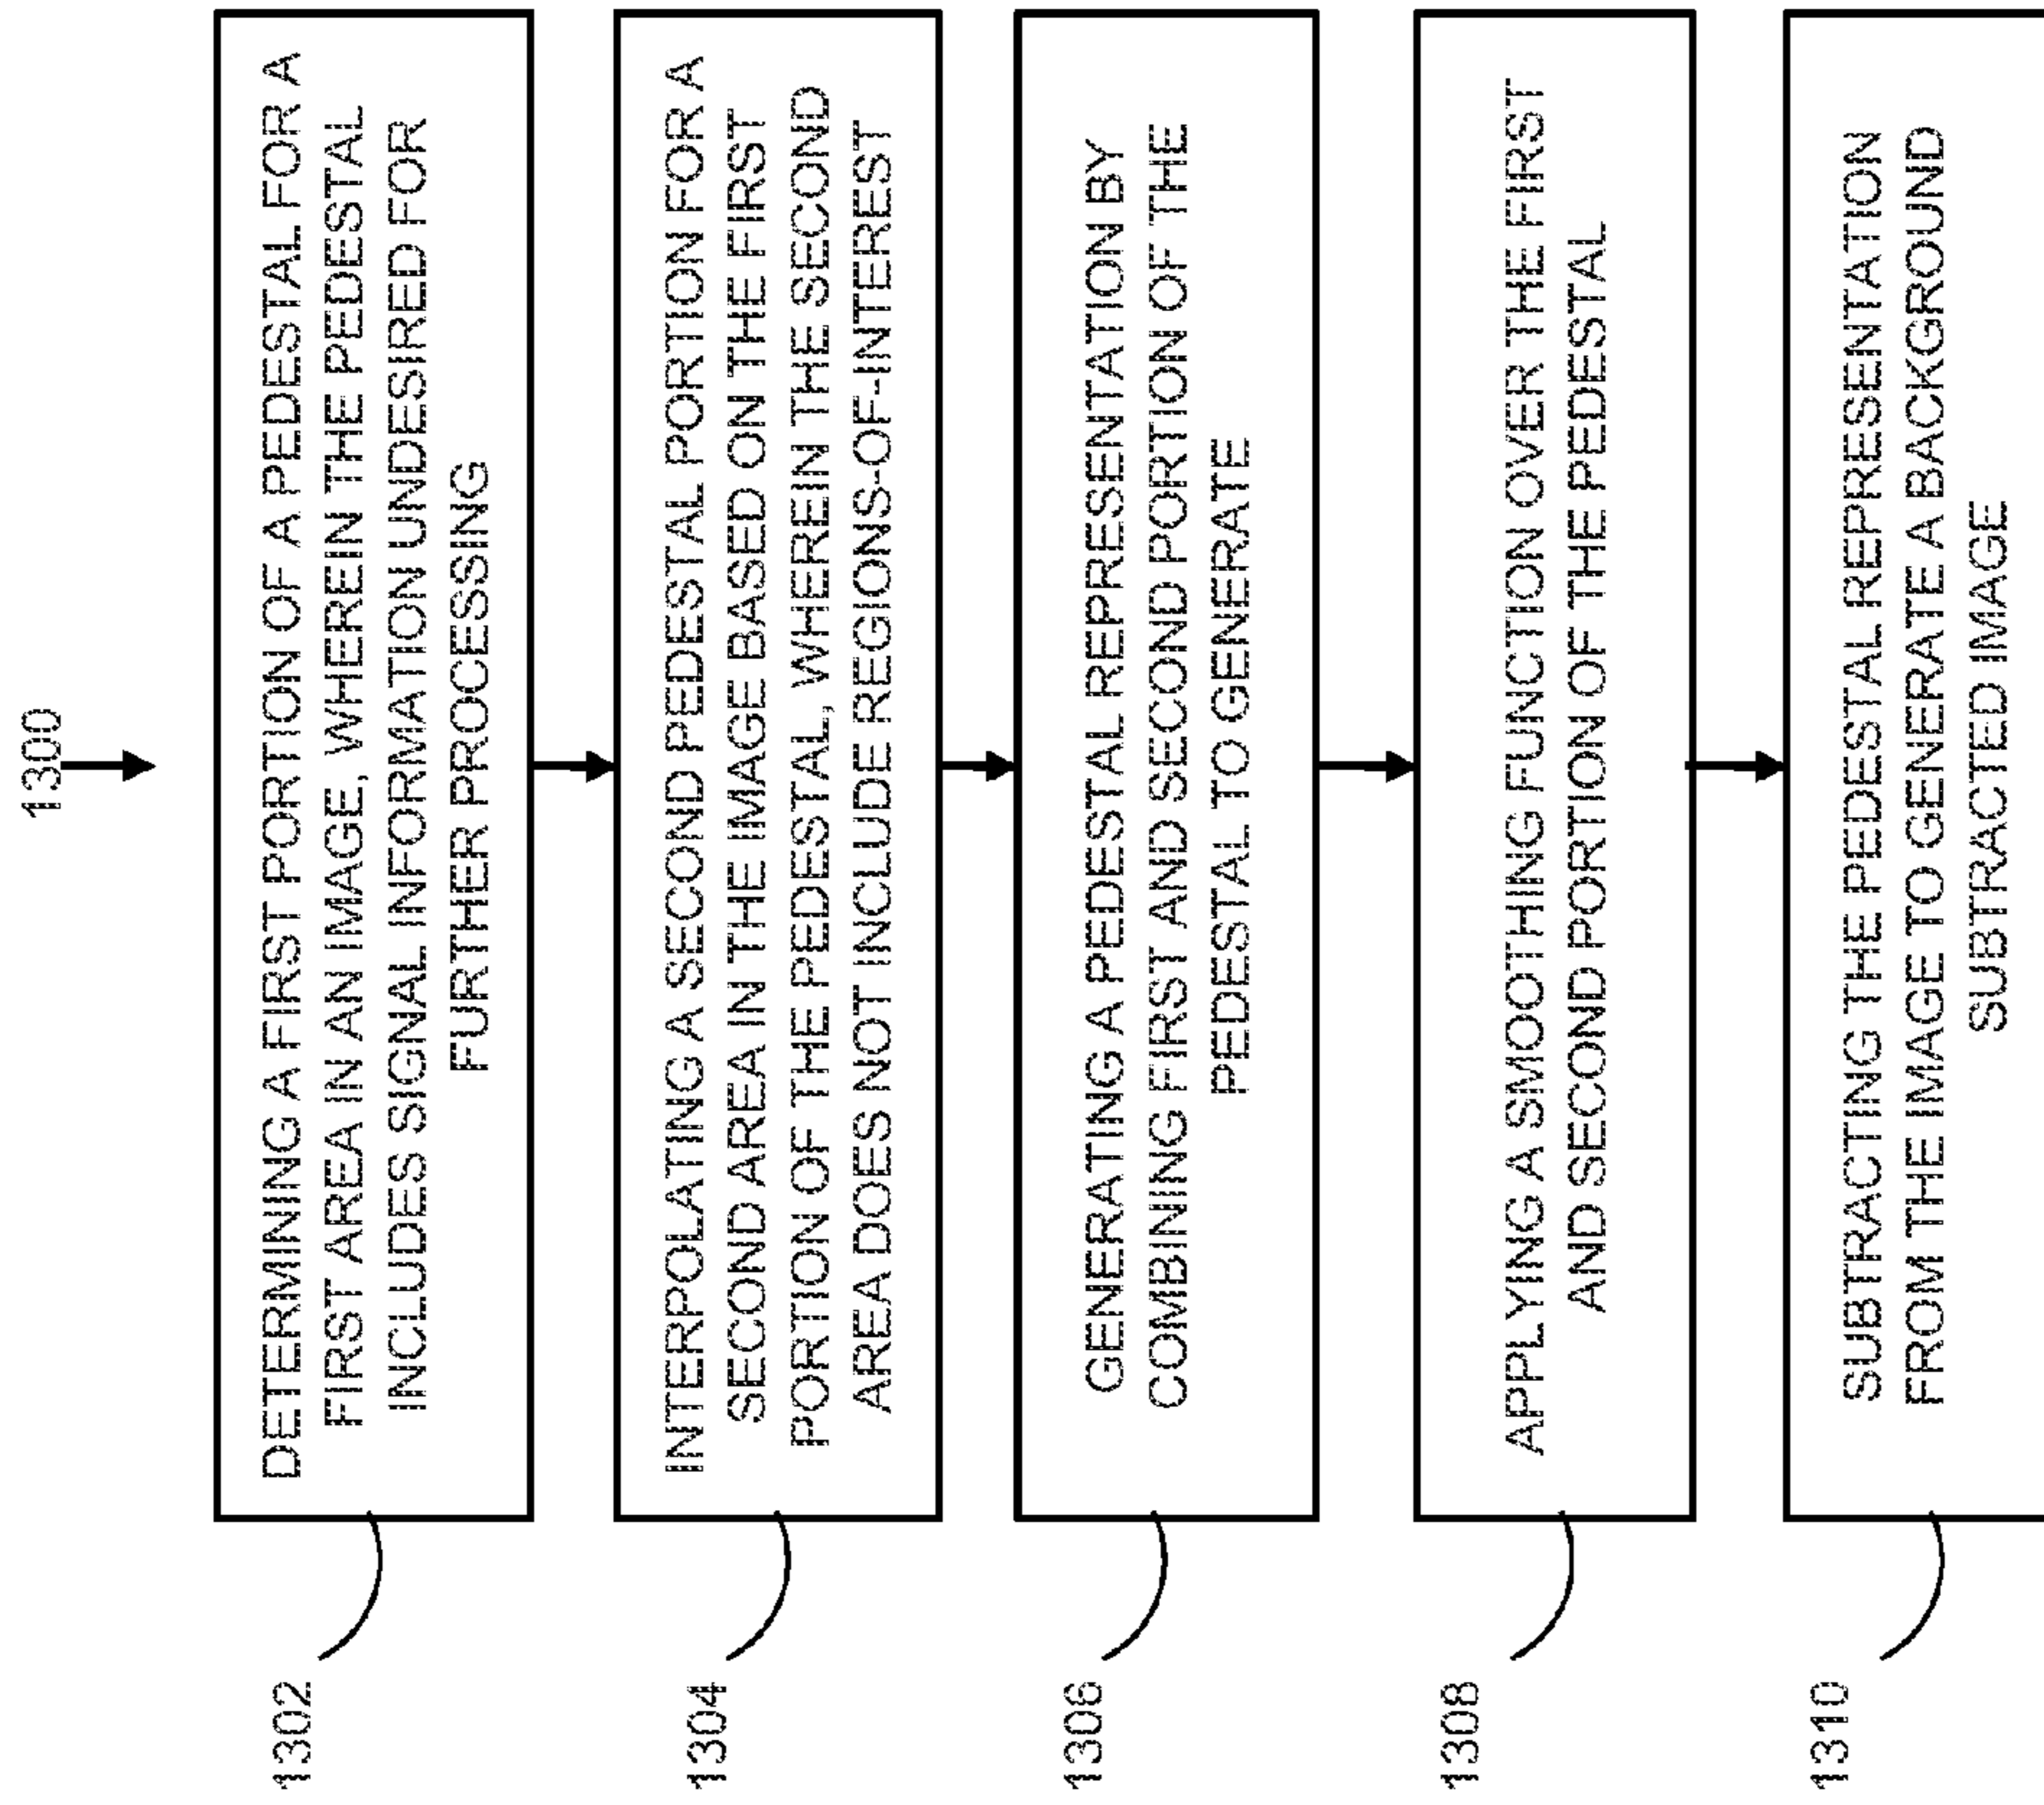 1300
1302
DETERMINING A FIRST PORTION OF A PEDESTAL FOR A
FIRST AREA IN AN IMAGE, WHEREIN THE PEDESTAL
INCLUDES SIGNAL INFORMATION UNDESIRED FOR
FURTHER PROCESSING
1304
INTERPOLATING A SECOND PEDESTAL PORTION FOR A
SECOND AREA IN THE IMAGE BASED ON THE FIRST
PORTION OF THE PEDESTAL, WHEREIN THE SECOND
AREA DOES NOT INCLUDE REGIONS-OF-INTEREST
1306
GENERATING A PEDESTAL REPRESENTATION BY
COMBINING FIRST AND SECOND PORTION OF THE
PEDESTAL TO GENERATE
1308
APPLYING A SMOOTHING FUNCTION OVER THE FIRST
AND SECOND PORTION OF THE PEDESTAL
1310
SUBTRACTING THE PEDESTAL REPRESENTATION
FROM THE IMAGE TO GENERATE A BACKGROUND
SUBTRACTED IMAGE